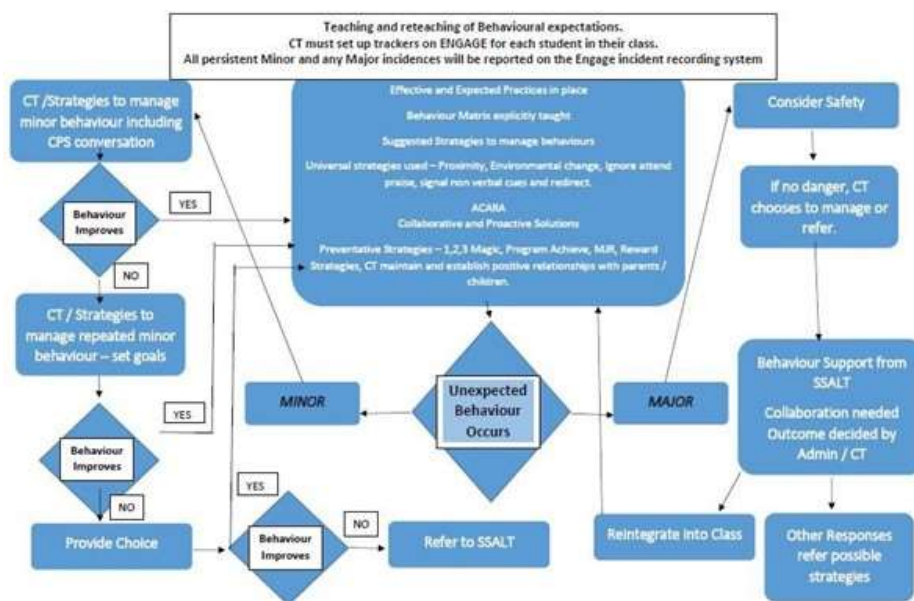 Teaching and reteaching of Behavioural expectations.
CT must set up trackers on ENGAGE for each student in their class.
All persistent Minor and any Major incidences will be reported on the Engage incident recording system
Effective and Expected Practices in place
Behaviour Matrix explicitly taught
Suggested Strategies to manage behaviours
Universal strategies used – Proximity, Environmental change, Ignore attend
praise, signal non verbal cues and redirect.
ACARA
Collaborative and Proactive Solutions
Preventative Strategies – 1,2,3 Magic, Program Achieve, MJR, Reward
Strategies, CT maintain and establish positive relationships with parents /
children.
CT /Strategies to manage
minor behaviour including
CPS conversation
Behaviour
Improves
YES
NO
CT / Strategies to
manage repeated minor
behaviour – set goals
Behaviour
Improves
YES
NO
Provide Choice
Behaviour
Improves
YES
NO
Refer to SSALT
MINOR
Unexpected
Behaviour
Occurs
MAJOR
Consider Safety
If no danger, CT
chooses to manage or
refer.
Behaviour Support from
SSALT
Collaboration needed
Outcome decided by
Admin / CT
Reintegrate into Class
Other Responses
refer possible
strategies